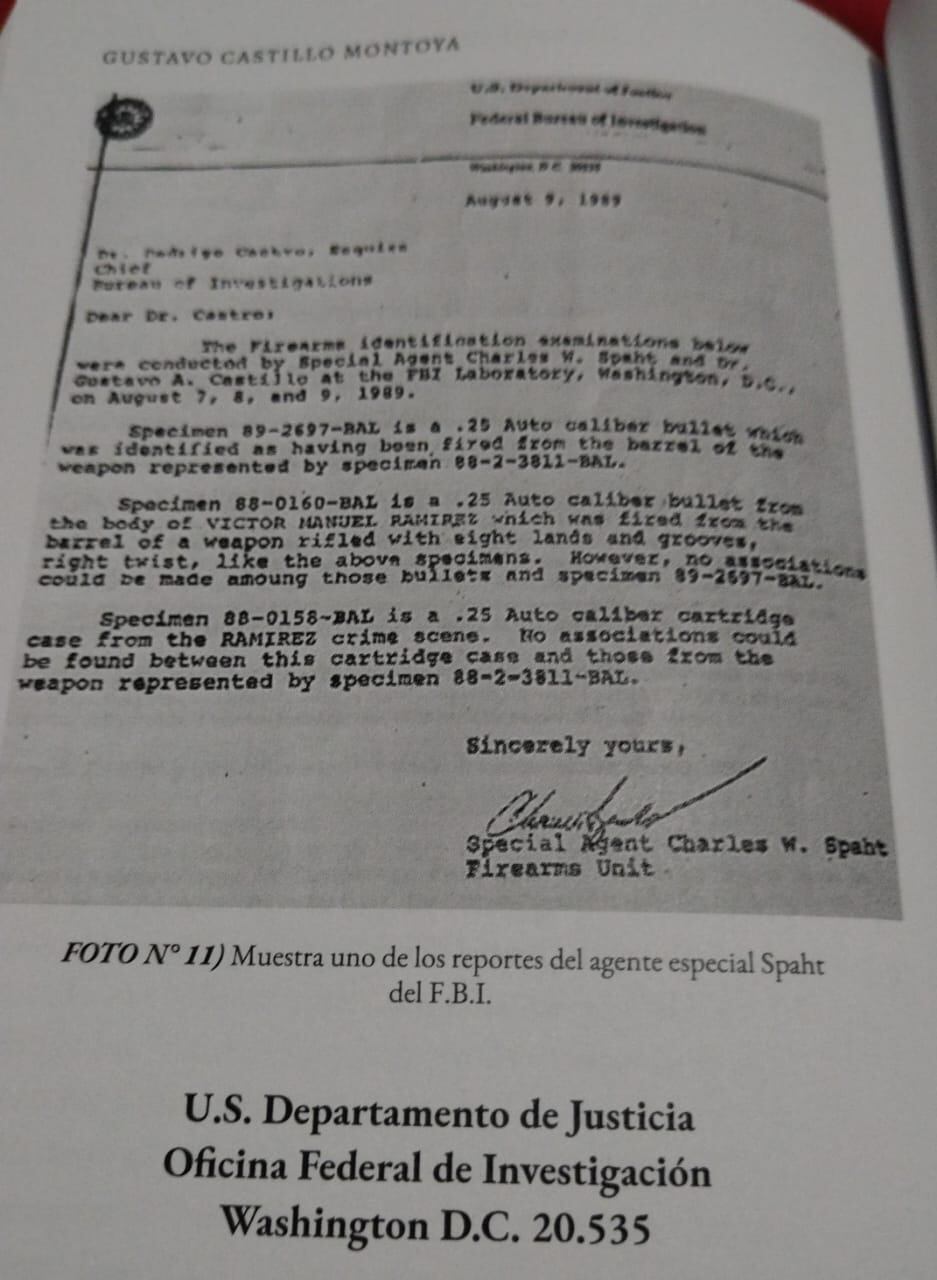 GUSTAVO CASTILLO MONTOYA
U.S. Department of Justice
Federal Bureau of Investigation
Washington, D.C. 20535
August 9, 1989
Dr. Rodrigo Castro, Esquire
Chief
Bureau of Investigations
Dear Dr. Castro:
The Firearms identification examinations below
were conducted by Special Agent Charles W. Spaht and Dr.
Gustavo A. Castillo at the FBI Laboratory, Washington, D.C.,
on August 7, 8, and 9, 1989.
Specimen 89-2697-BAL is a .25 Auto caliber bullet which
was identified as having been fired from the barrel of the
weapon represented by specimen 88-2-3811-BAL.
Specimen 88-0160-BAL is a .25 Auto caliber bullet from
the body of VICTOR MANUEL RAMIREZ which was fired from the
barrel of a weapon rifled with eight lands and grooves,
right twist, like the above specimens. However, no associations
could be made amoung those bullets and specimen 89-2697-BAL.
Specimen 88-0158-BAL is a .25 Auto caliber cartridge
case from the RAMIREZ crime scene. No associations could
be found between this cartridge case and those from the
weapon represented by specimen 88-2-3811-BAL.
Sincerely yours,
Special Agent Charles W. Spaht
Firearms Unit
FOTO N° 11) Muestra uno de los reportes del agente especial Spaht
del F.B.I.
U.S. Departamento de Justicia
Oficina Federal de Investigación
Washington D.C. 20.535